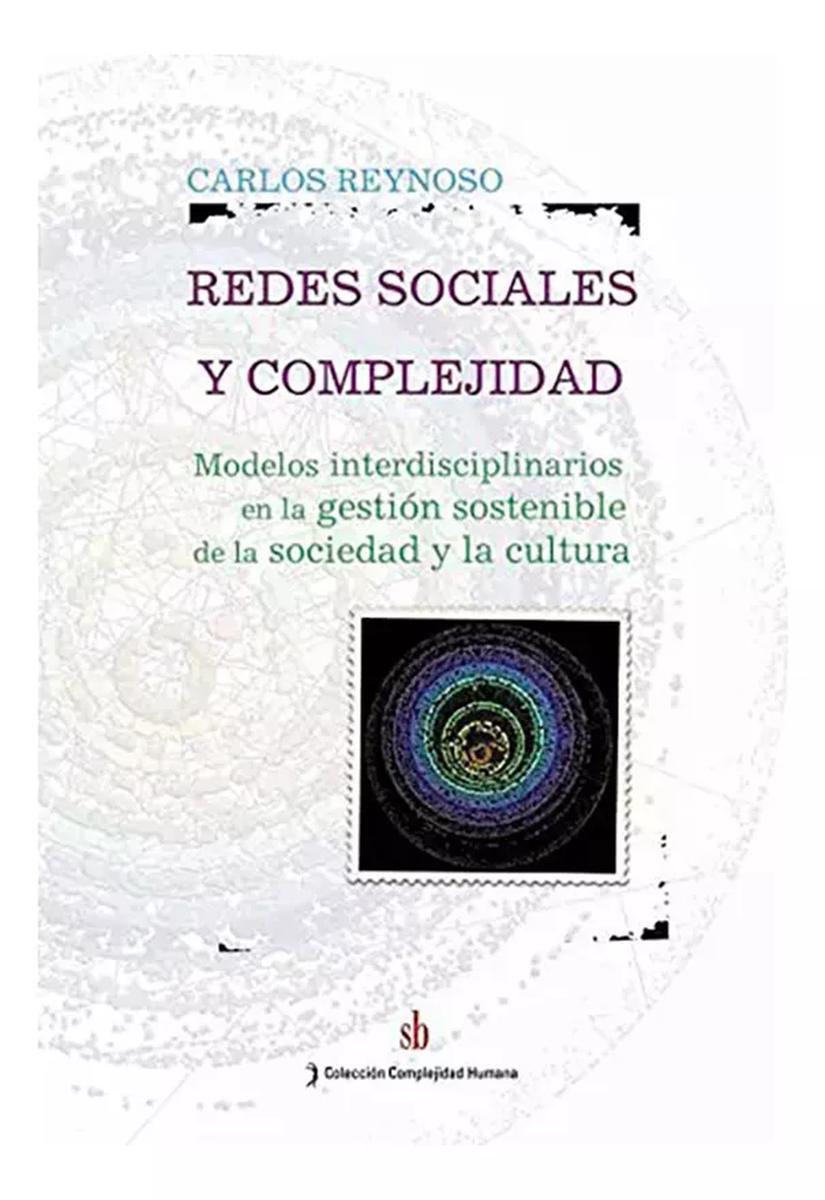 CARLOS REYNOSO
REDES SOCIALES
Y COMPLEJIDAD
Modelos interdisciplinarios
en la gestión sostenible
de la sociedad y la cultura
sb
Colección Complejidad Humana